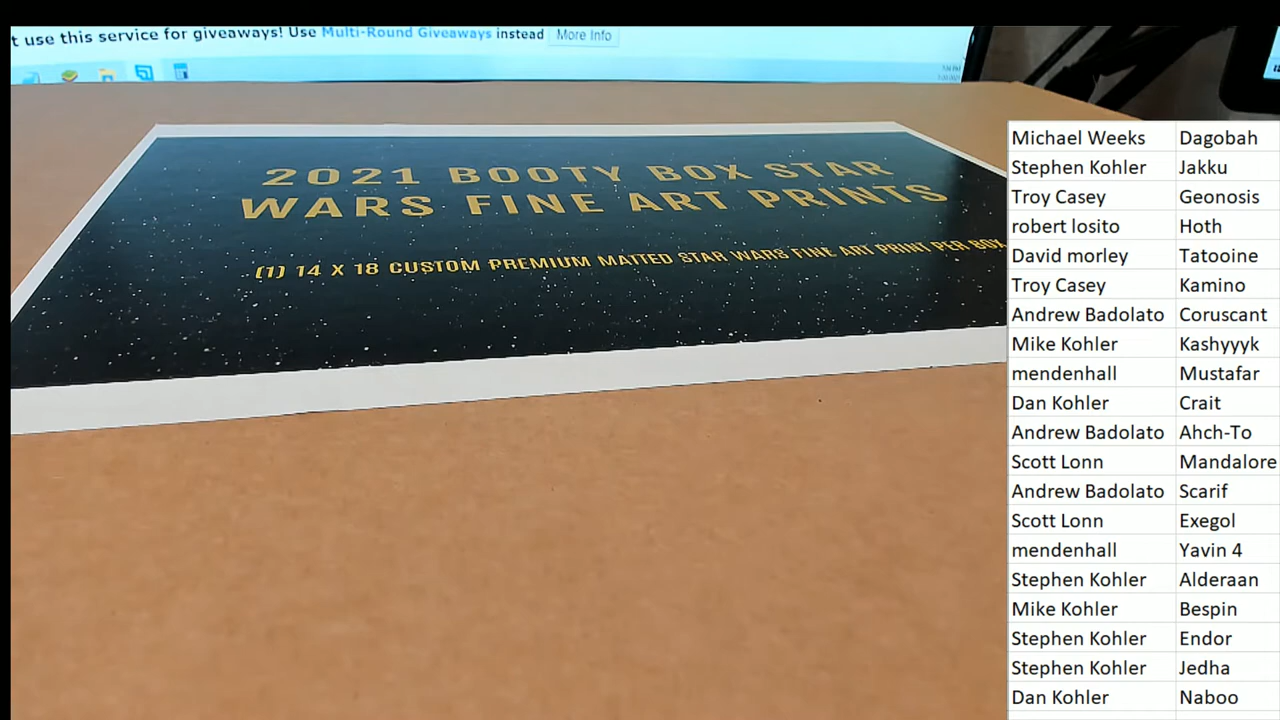 t use this service for giveaways! Use Multi-Round Giveaways instead More Info
2021 BOOTY BOX STAR
WARS FINE ART PRINTS
(1) 14 X 18 CUSTOM PREMIUM MATTED STAR WARS FINE ART PRINT PER BOX
Michael Weeks Dagobah
Stephen Kohler Jakku
Troy Casey Geonosis
robert losito Hoth
David morley Tatooine
Troy Casey Kamino
Andrew Badolato Coruscant
Mike Kohler Kashyyyk
mendenhall Mustafar
Dan Kohler Crait
Andrew Badolato Ahch-To
Scott Lonn Mandalore
Andrew Badolato Scarif
Scott Lonn Exegol
mendenhall Yavin 4
Stephen Kohler Alderaan
Mike Kohler Bespin
Stephen Kohler Endor
Stephen Kohler Jedha
Dan Kohler Naboo